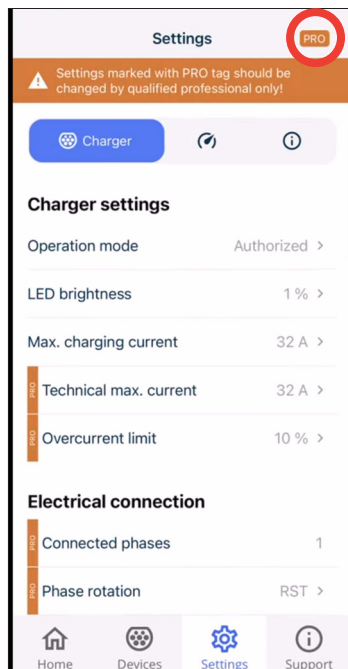 Settings
PRO
Settings marked with PRO tag should be
changed by qualified professional only!
Charger
Charger settings
Operation mode Authorized >
LED brightness 1 % >
Max. charging current 32 A >
PRO Technical max. current 32 A >
PRO Overcurrent limit 10 % >
Electrical connection
PRO Connected phases 1
PRO Phase rotation RST >
Home Devices Settings Support